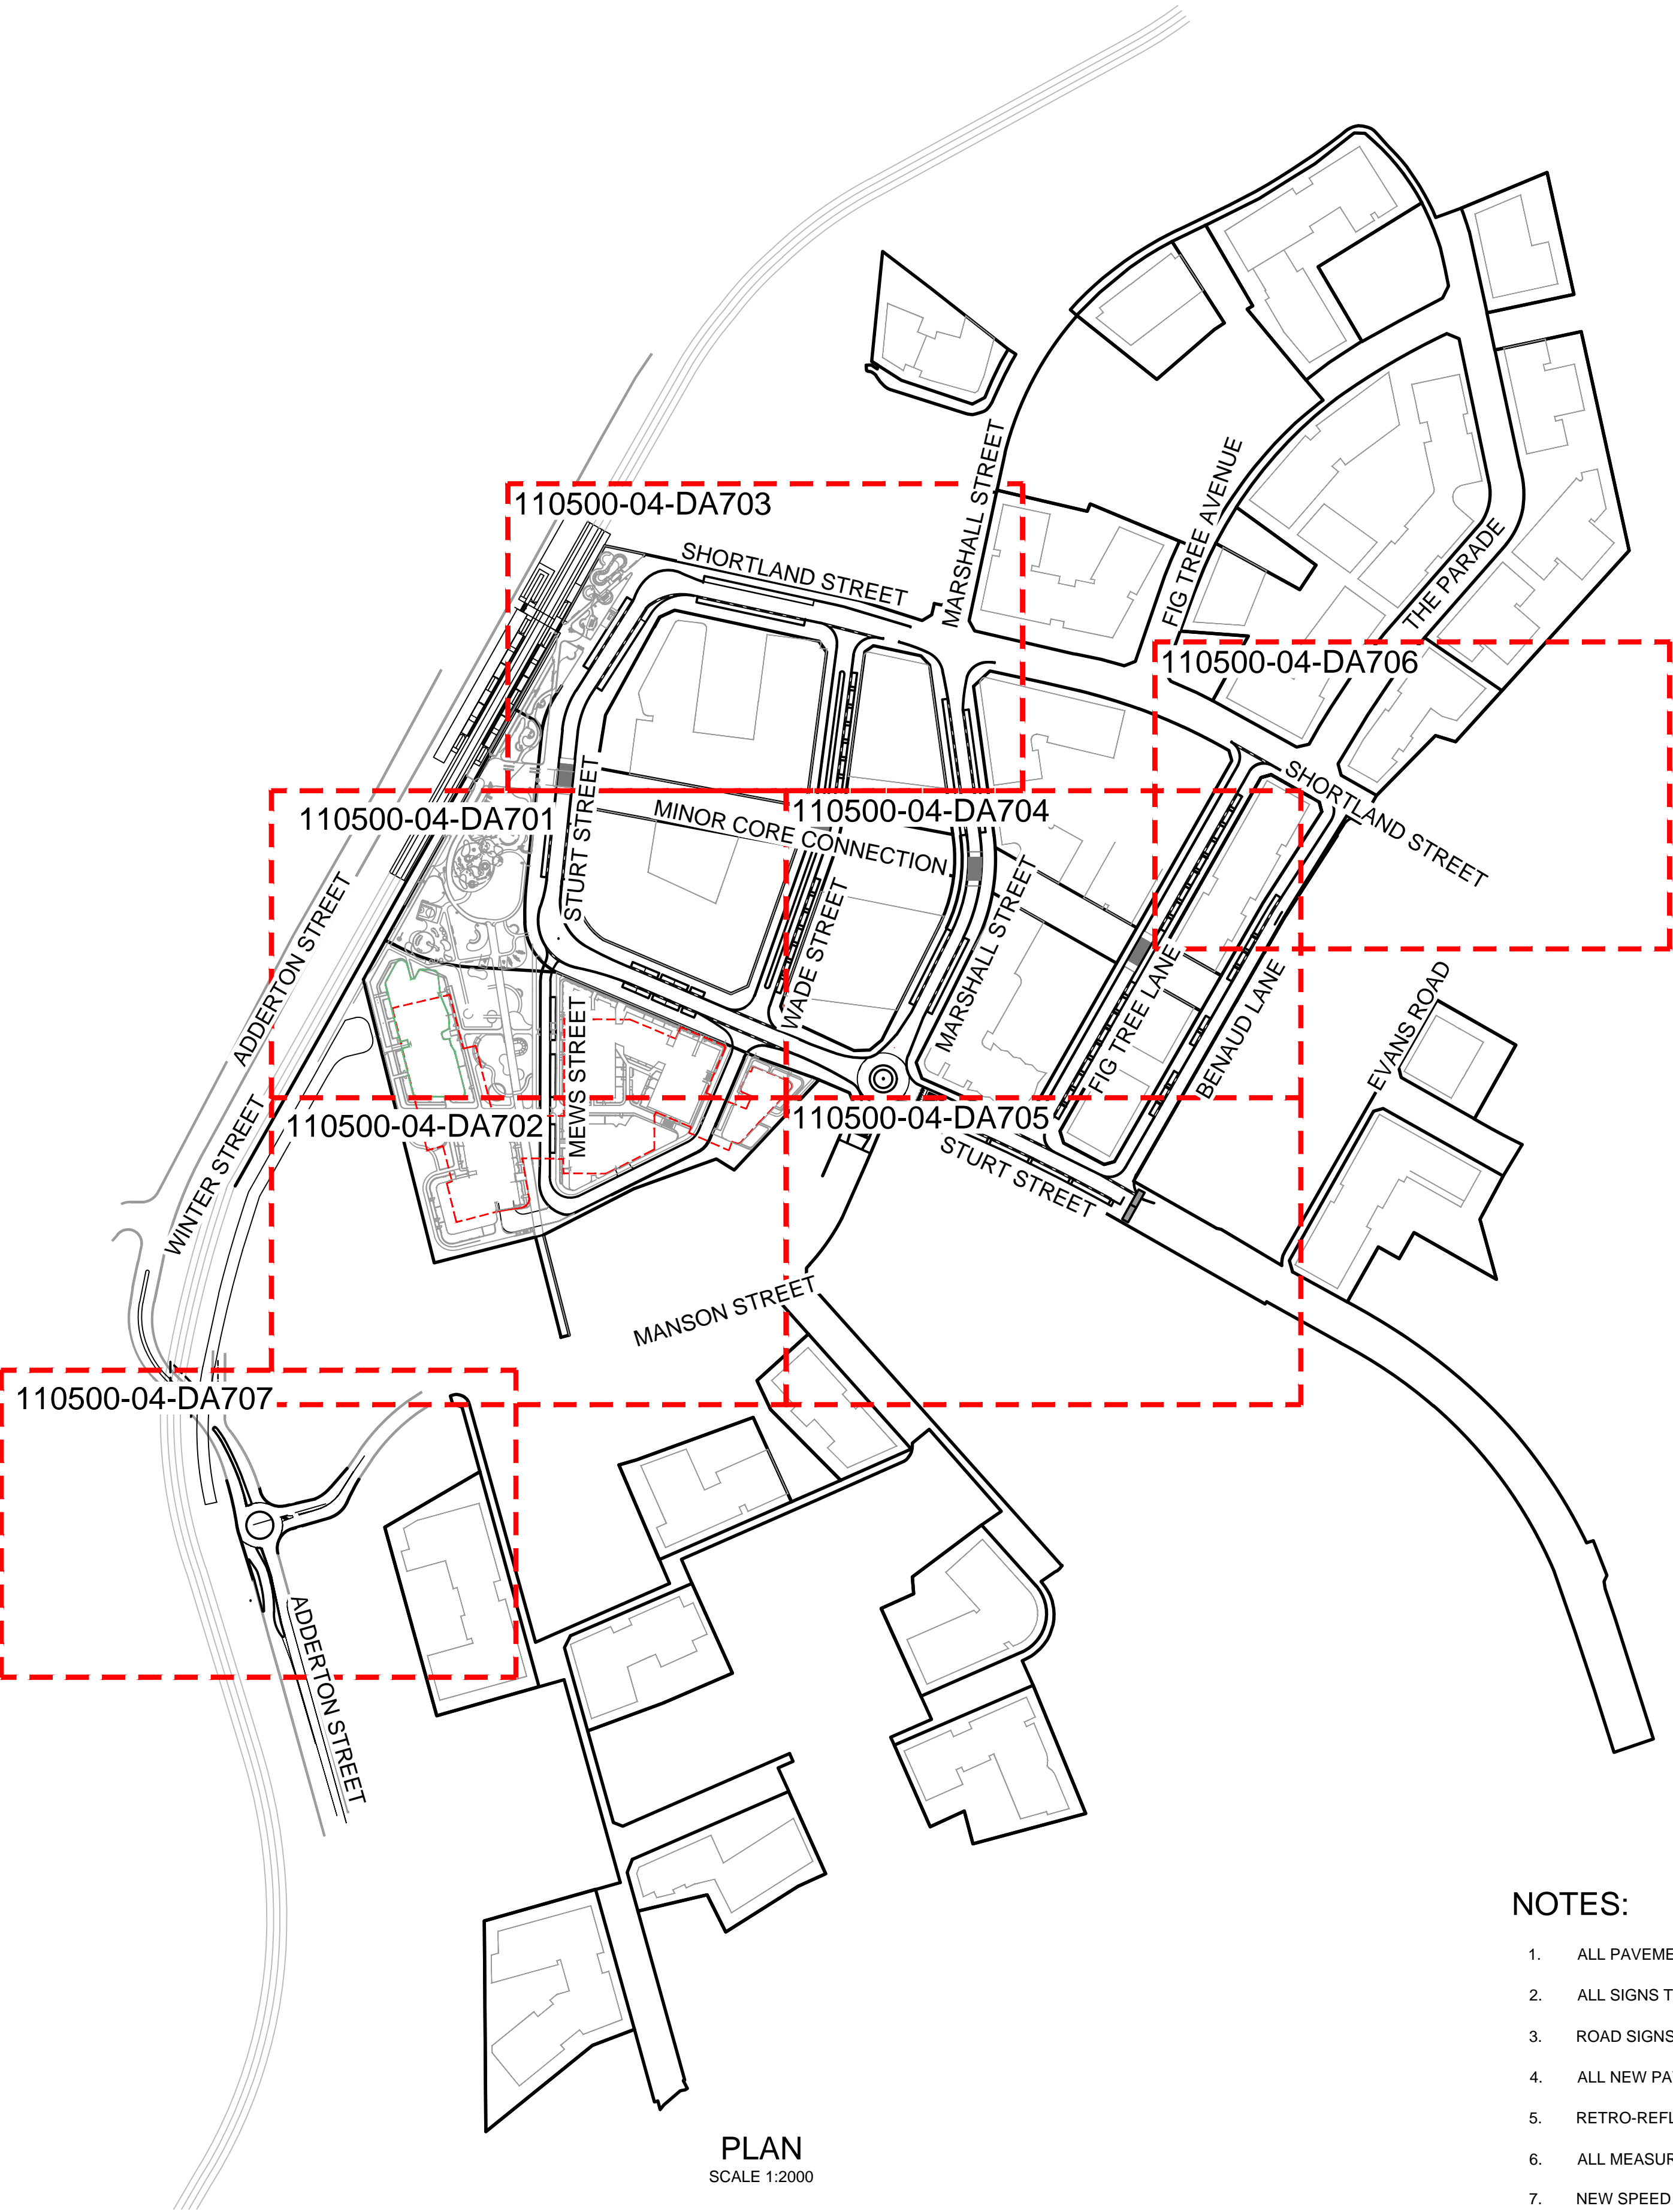 MARSHALL STREET
FIG TREE AVENUE
THE PARADE
110500-04-DA703
SHORTLAND STREET
110500-04-DA706
SHORTLAND STREET
110500-04-DA701
STURT STREET
MINOR CORE CONNECTION
110500-04-DA704
WADE STREET
MARSHALL STREET
FIG TREE LANE
BENAUD LANE
EVANS ROAD
ADDERTON STREET
WINTER STREET
110500-04-DA702
MEWS STREET
110500-04-DA705
STURT STREET
MANSON STREET
110500-04-DA707
ADDERTON STREET
NOTES:
1. ALL PAVEME
2. ALL SIGNS T
3. ROAD SIGNS
4. ALL NEW PA
5. RETRO-REFL
6. ALL MEASUR
7. NEW SPEED
PLAN
SCALE 1:2000